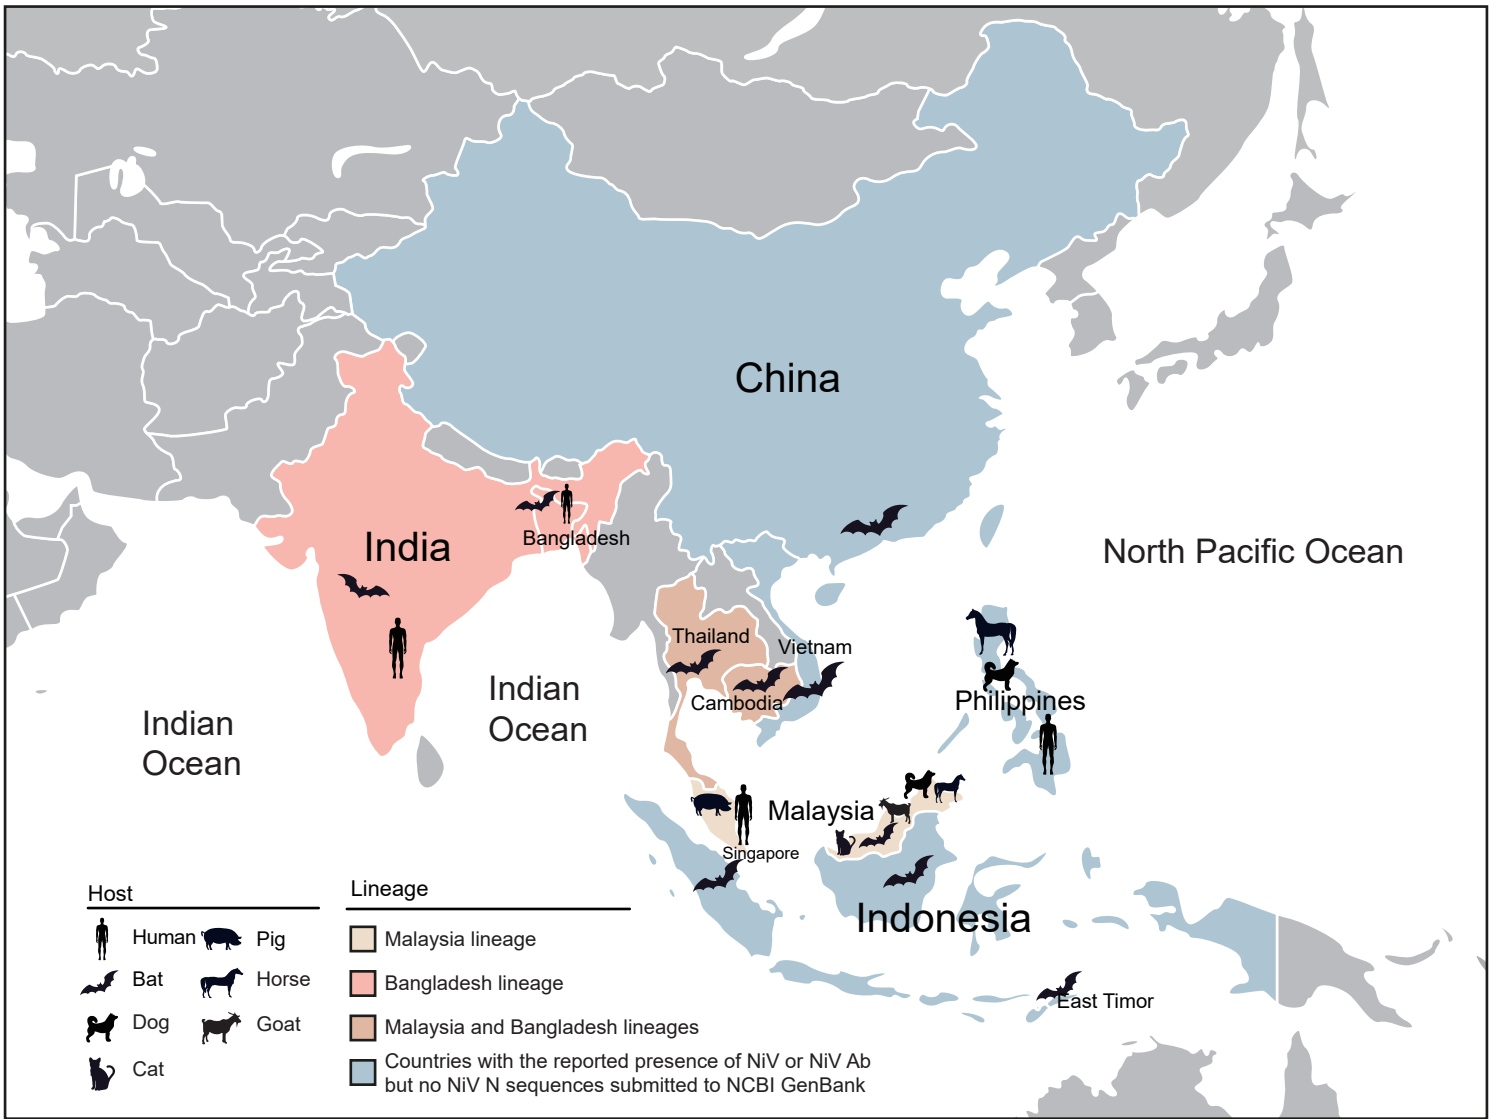 China
India
Bangladesh
North Pacific Ocean
Thailand
Vietnam
Cambodia
Indian
Ocean
Indian
Ocean
Philippines
Malaysia
Singapore
Indonesia
East Timor
Host
Human
Pig
Bat
Horse
Dog
Goat
Cat
Lineage
Malaysia lineage
Bangladesh lineage
Malaysia and Bangladesh lineages
Countries with the reported presence of NiV or NiV Ab
but no NiV N sequences submitted to NCBI GenBank